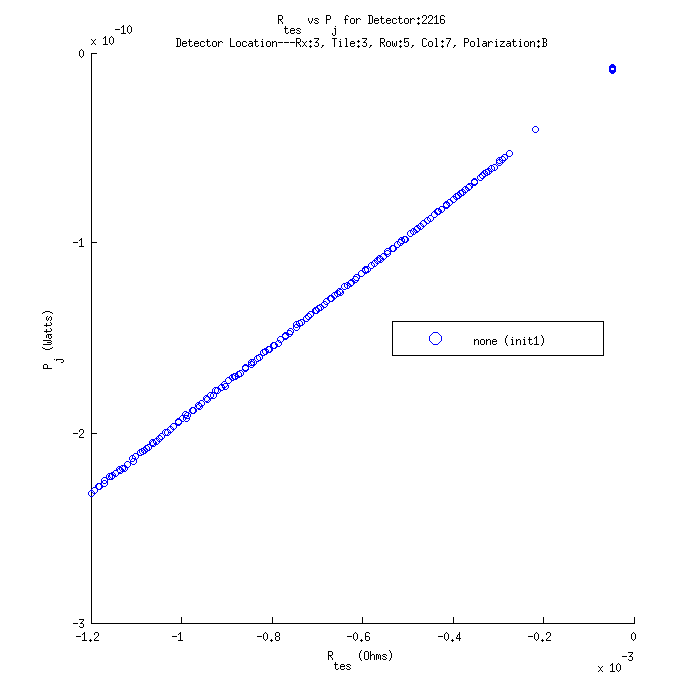 R_tes vs P_j for Detector:2216
x 10^-10
Detector Location---Rx:3, Tile:3, Row:5, Col:7, Polarization:B
0
-1
-2
-3
P_j (Watts)
none (init1)
-1.2 -1 -0.8 -0.6 -0.4 -0.2 0
R_tes (Ohms)
x 10^-3